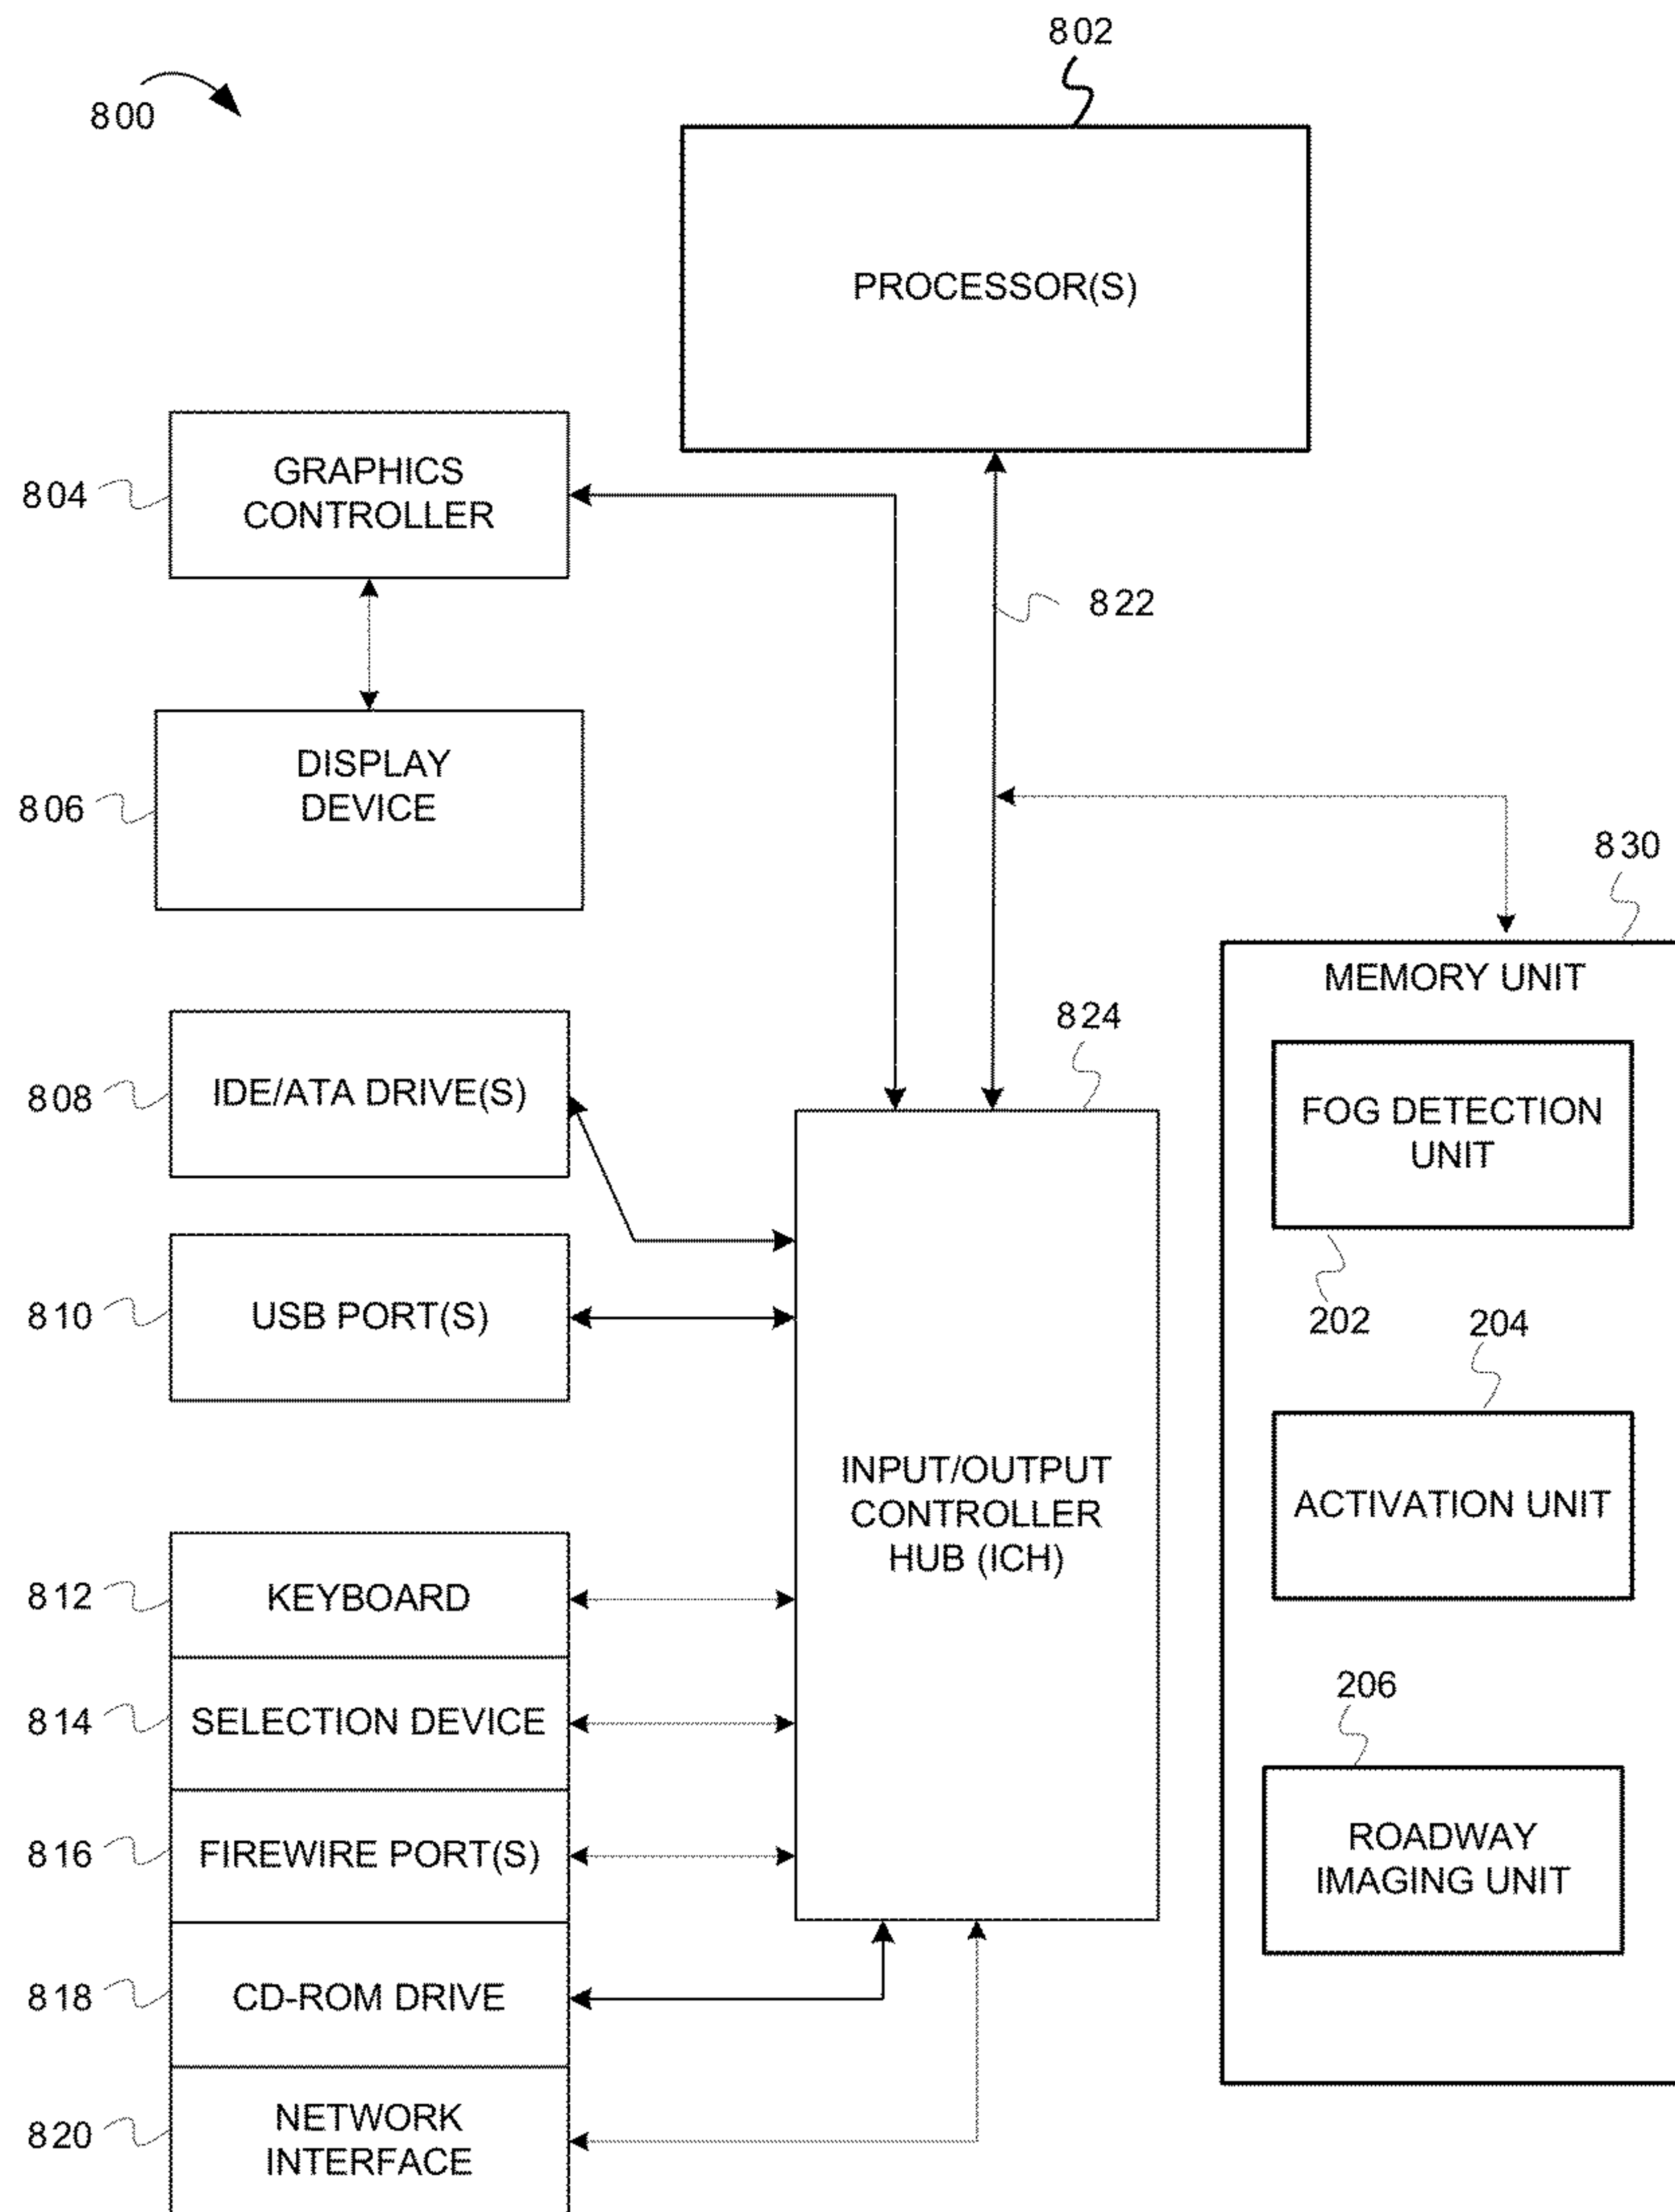 802
800
PROCESSOR(S)
GRAPHICS
CONTROLLER
804
822
DISPLAY
DEVICE
806
830
MEMORY UNIT
824
IDE/ATA DRIVE(S)
808
FOG DETECTION
UNIT
202
204
USB PORT(S)
810
INPUT/OUTPUT
CONTROLLER
HUB (ICH)
ACTIVATION UNIT
812
KEYBOARD
206
814
SELECTION DEVICE
816
FIREWIRE PORT(S)
ROADWAY
IMAGING UNIT
818
CD-ROM DRIVE
820
NETWORK
INTERFACE